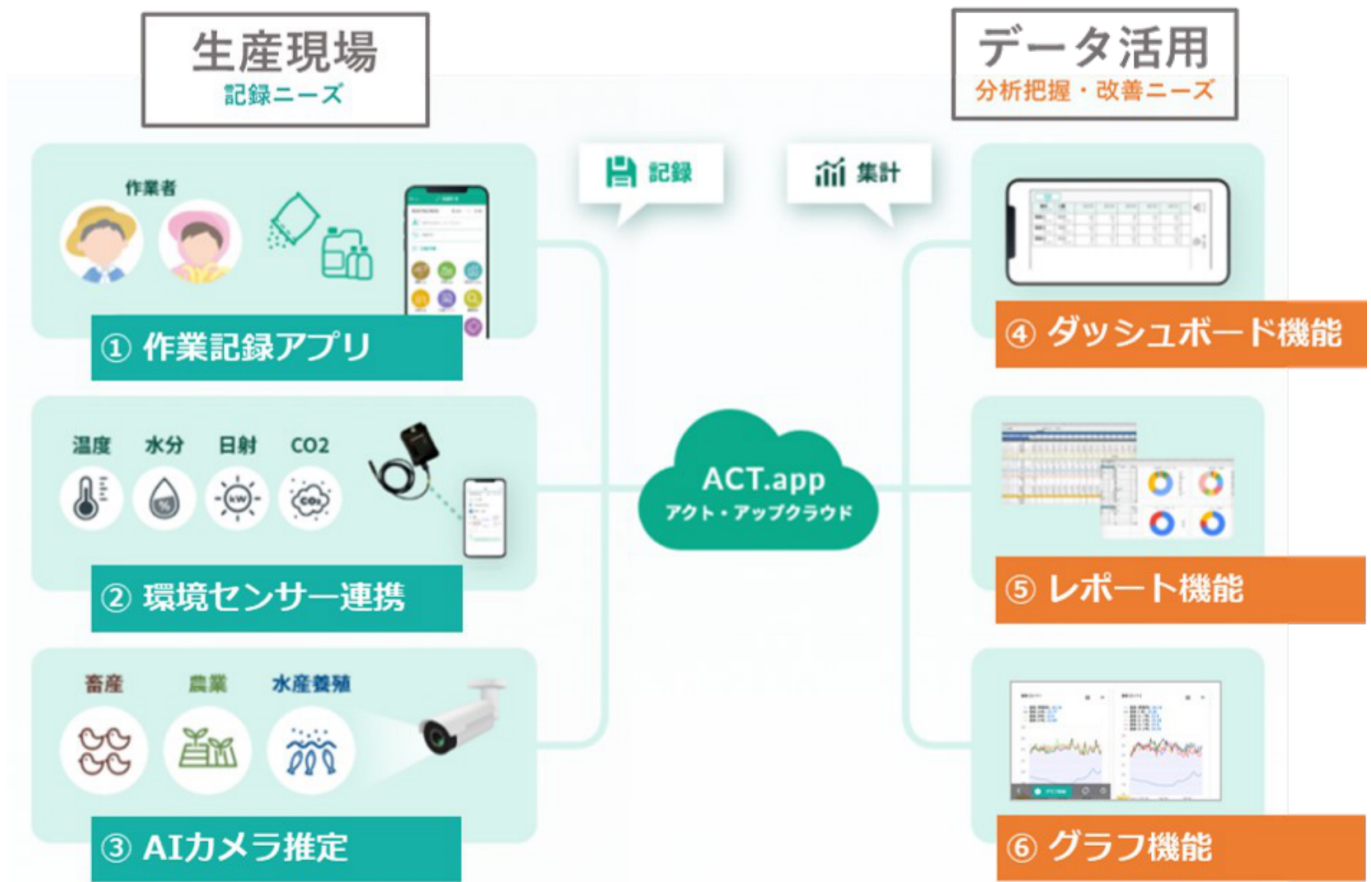 生産現場
記録ニーズ
データ活用
分析把握・改善ニーズ
記録
集計
作業者
① 作業記録アプリ
温度
水分
日射
CO2
%
kW
CO₂
② 環境センサー連携
畜産
農業
水産養殖
③ AIカメラ推定
ACT.app
アクト・アップクラウド
④ ダッシュボード機能
⑤ レポート機能
⑥ グラフ機能